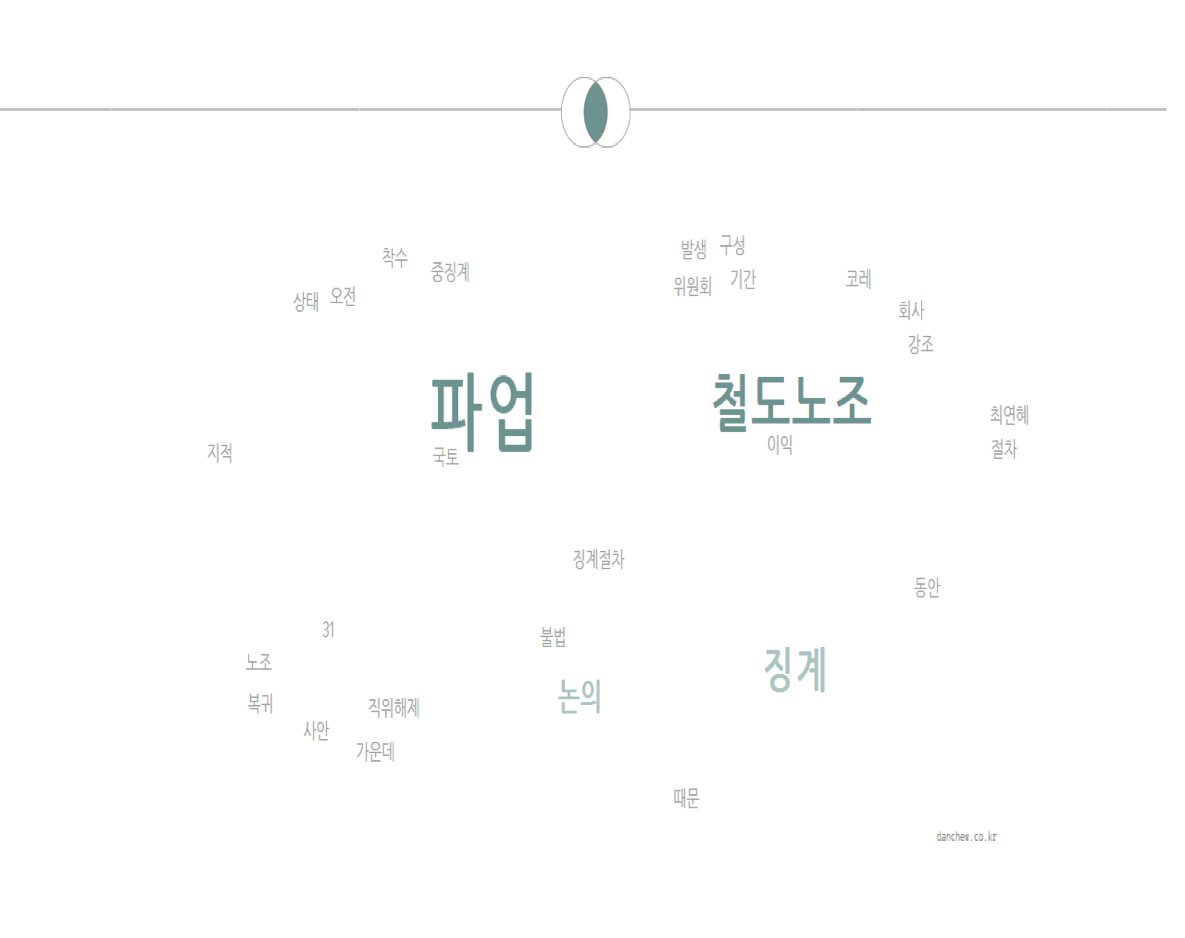 발생 구성
착수
중징계
위원회 기간
코레
상태 오전
회사
강조
파업
철도노조
최연혜
이익
절차
지적
국토
징계절차
동안
31
불법
노조
징계
논의
복귀
직위해제
사안
가운데
때문
danchew.co.kr